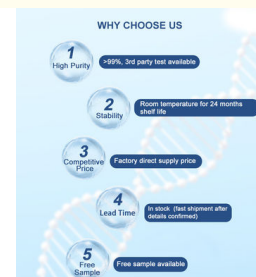 WHY CHOOSE US
1
High Purity
>99%, 3rd party test available
2
Stability
Room temperature for 24 months
shelf life
3
Competitive
Price
Factory direct supply price
4
Lead Time
In stock (fast shipment after
details confirmed)
5
Free
Sample
Free sample available